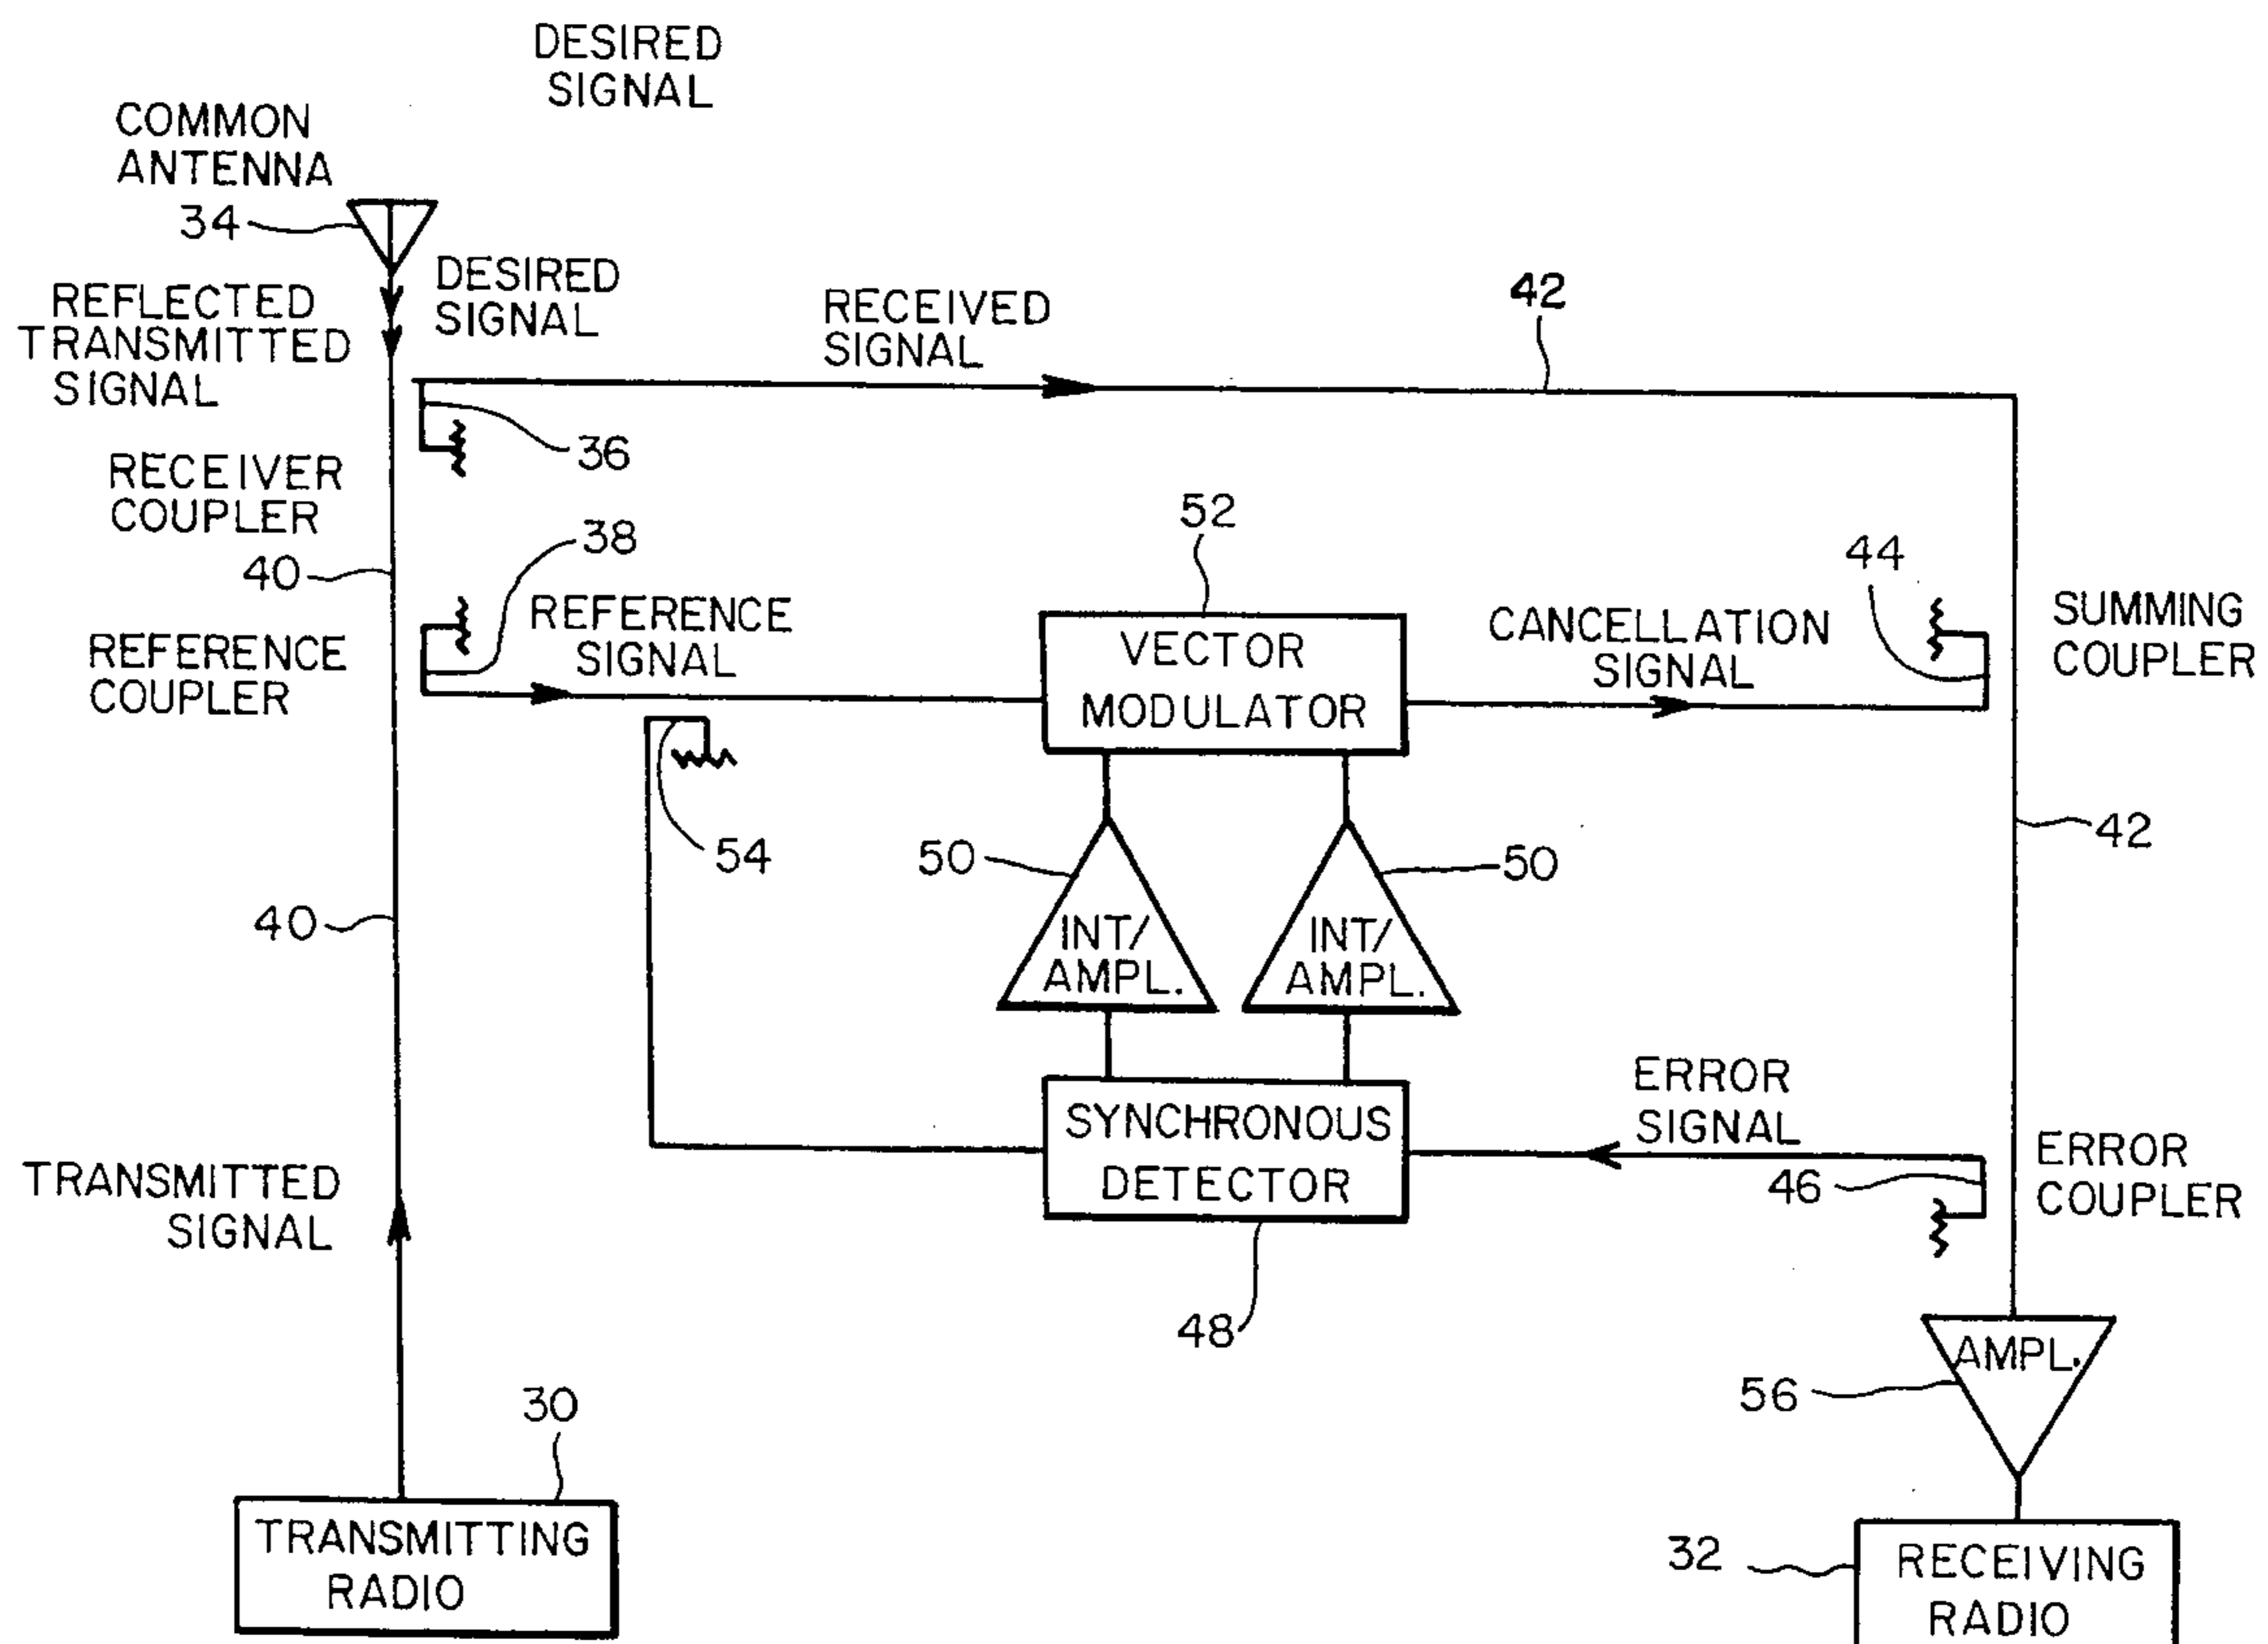 DESIRED
SIGNAL
COMMON
ANTENNA
34
REFLECTED
TRANSMITTED
SIGNAL
DESIRED
SIGNAL
RECEIVED
SIGNAL
42
36
RECEIVER
COUPLER
40
38
REFERENCE
COUPLER
REFERENCE
SIGNAL
52
VECTOR
MODULATOR
CANCELLATION
SIGNAL
44
SUMMING
COUPLER
54
50
50
42
40
INT/
AMPL.
INT/
AMPL.
ERROR
SIGNAL
SYNCHRONOUS
DETECTOR
46
ERROR
COUPLER
TRANSMITTED
SIGNAL
48
AMPL.
56
30
TRANSMITTING
RADIO
32
RECEIVING
RADIO